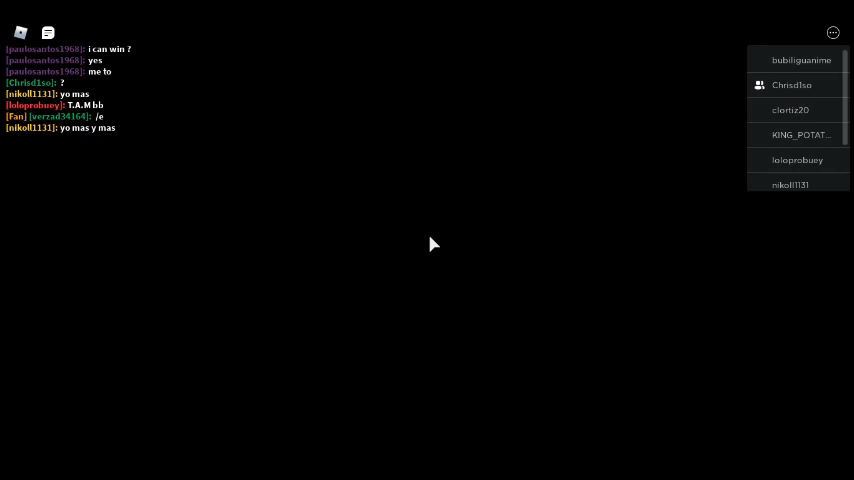 [paulosantos1968]: i can win ?
[paulosantos1968]: yes
[paulosantos1968]: me to
[Chrisd1so]: ?
[nikoll1131]: yo mas
[loloprobuey]: T.A.M bb
[Fan] [verzad34164]: /e
[nikoll1131]: yo mas y mas
bubiliguanime
Chrisd1so
clortiz20
KING_POTAT...
loloprobuey
nikoll1131